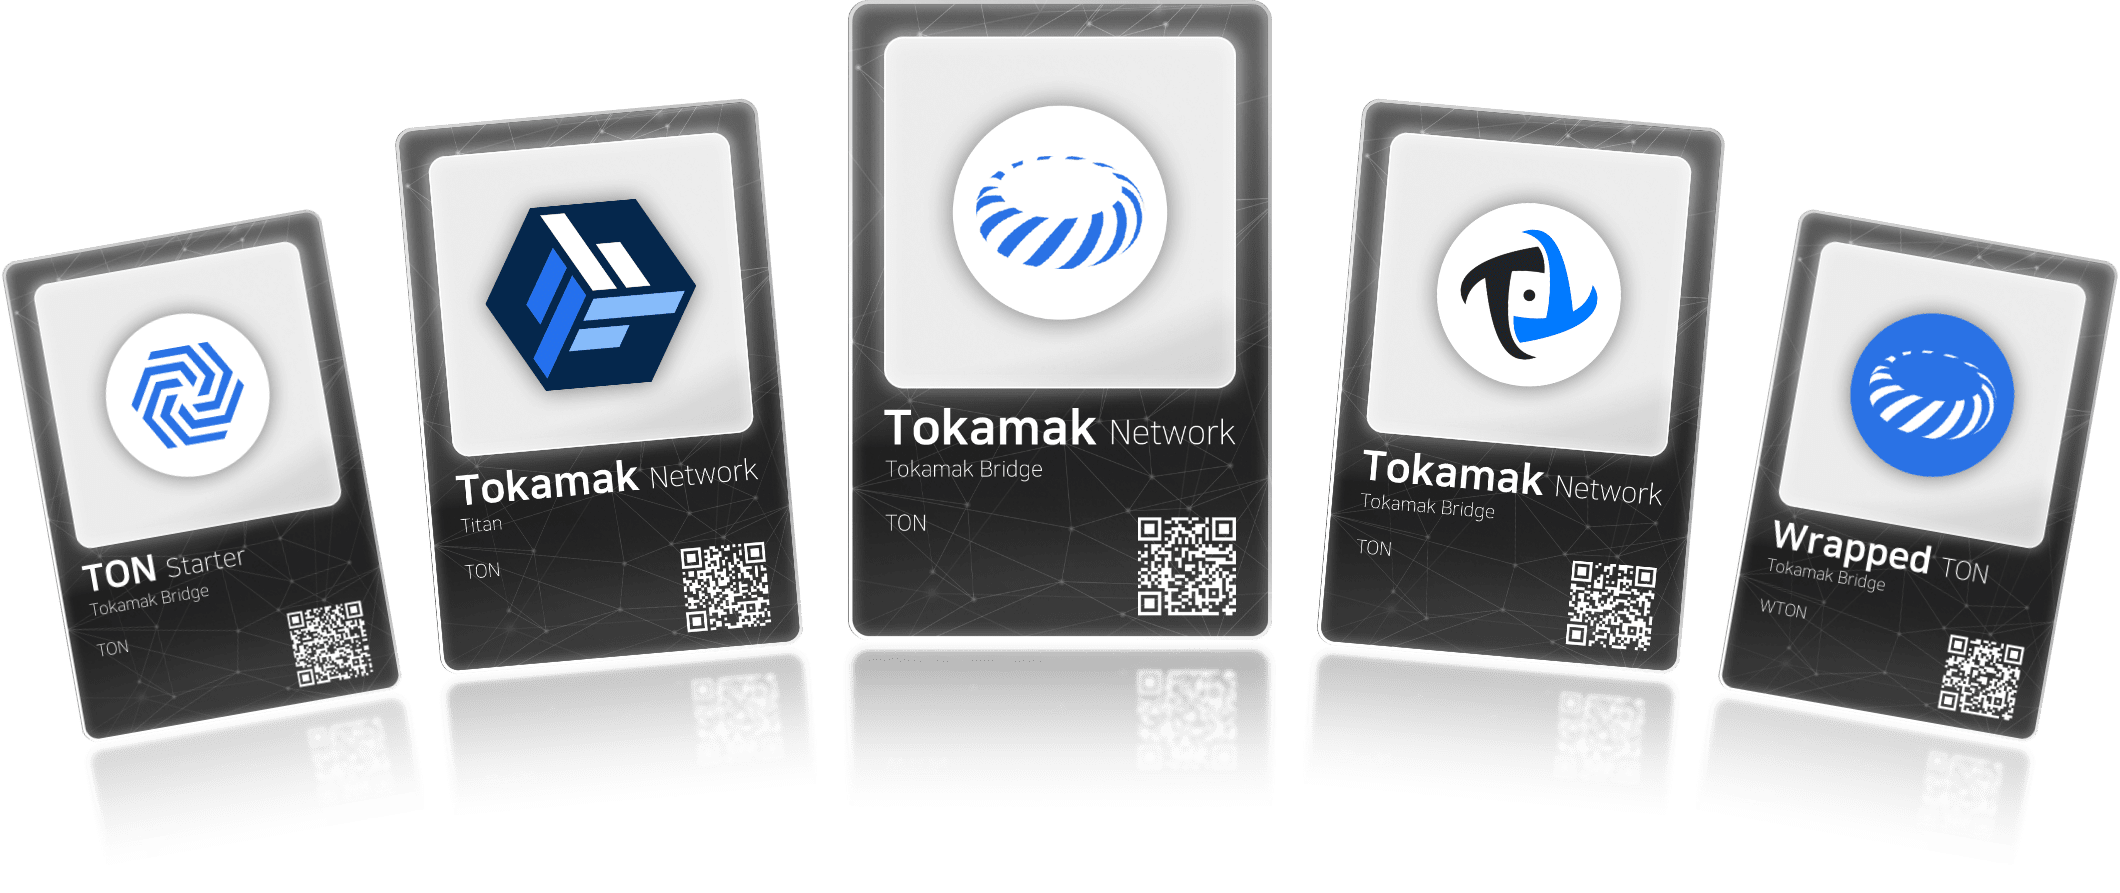 TON Starter
Tokamak Bridge
TON
Tokamak Network
Titan
TON
Tokamak Network
Tokamak Bridge
TON
Tokamak Network
Tokamak Bridge
TON
Wrapped TON
Tokamak Bridge
WTON